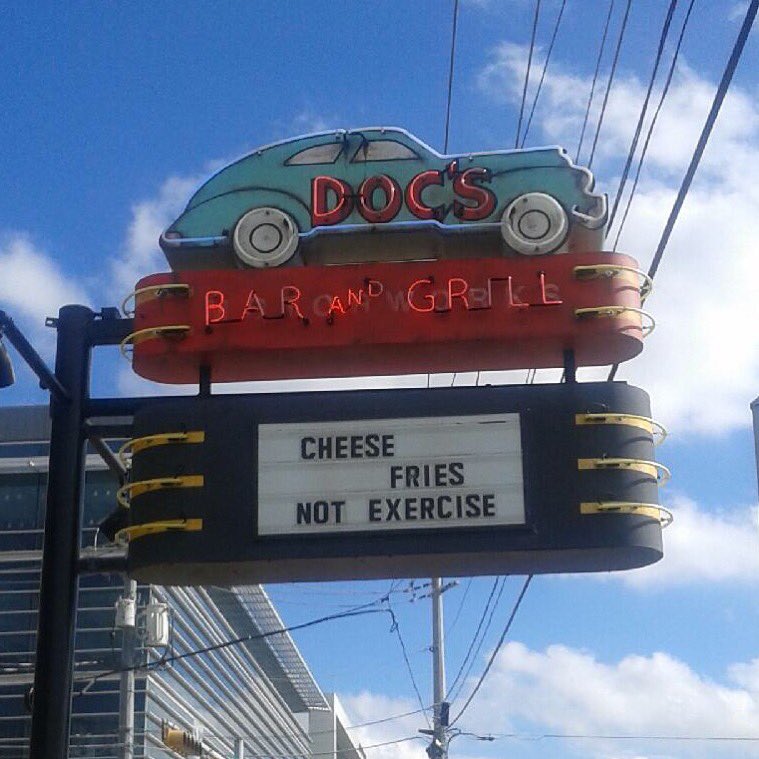 DOC'S
BAR AND GRILL
CHEESE
FRIES
NOT EXERCISE